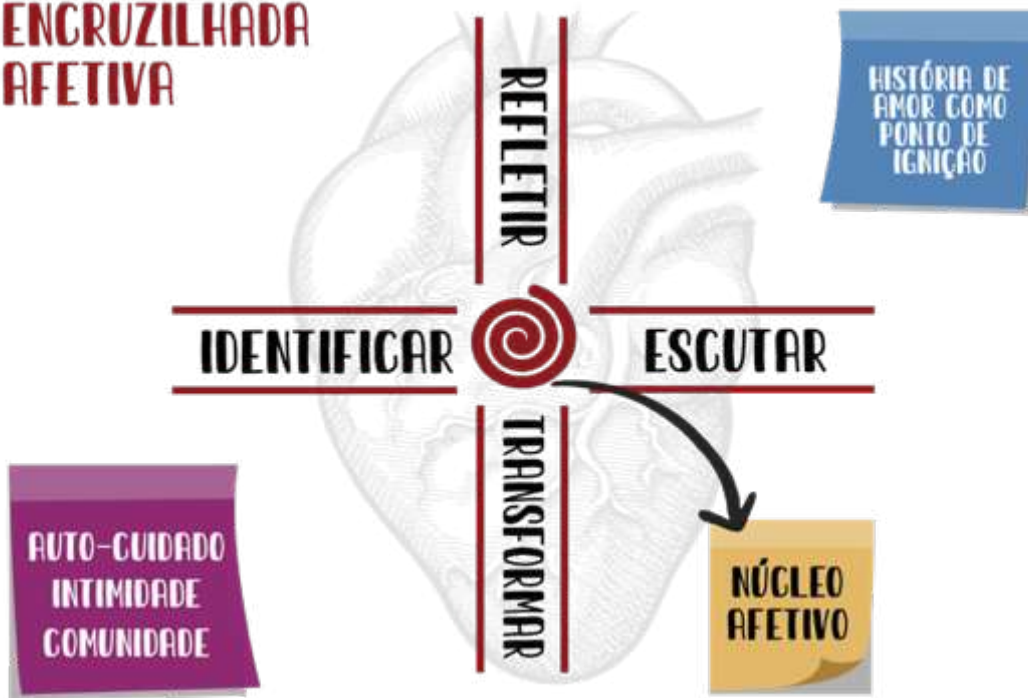 ENCRUZILHADA
AFETIVA
HISTÓRIA DE
AMOR COMO
PONTO DE
IGNIÇÃO
REFLETIR
IDENTIFICAR
ESCUTAR
TRANSFORMAR
AUTO-CUIDADO
INTIMIDADE
COMUNIDADE
NÚCLEO
AFETIVO